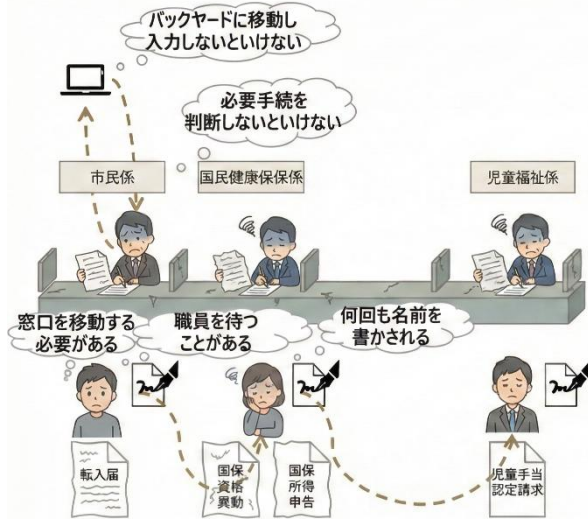 バックヤードに移動し
入力しないといけない
必要手続を
判断しないといけない
市民係
国民健康保保係
児童福祉係
窓口を移動する
必要がある
職員を待つ
ことがある
何回も名前を
書かされる
転入届
国保
資格
異動
国保
所得
申告
児童手当
認定請求